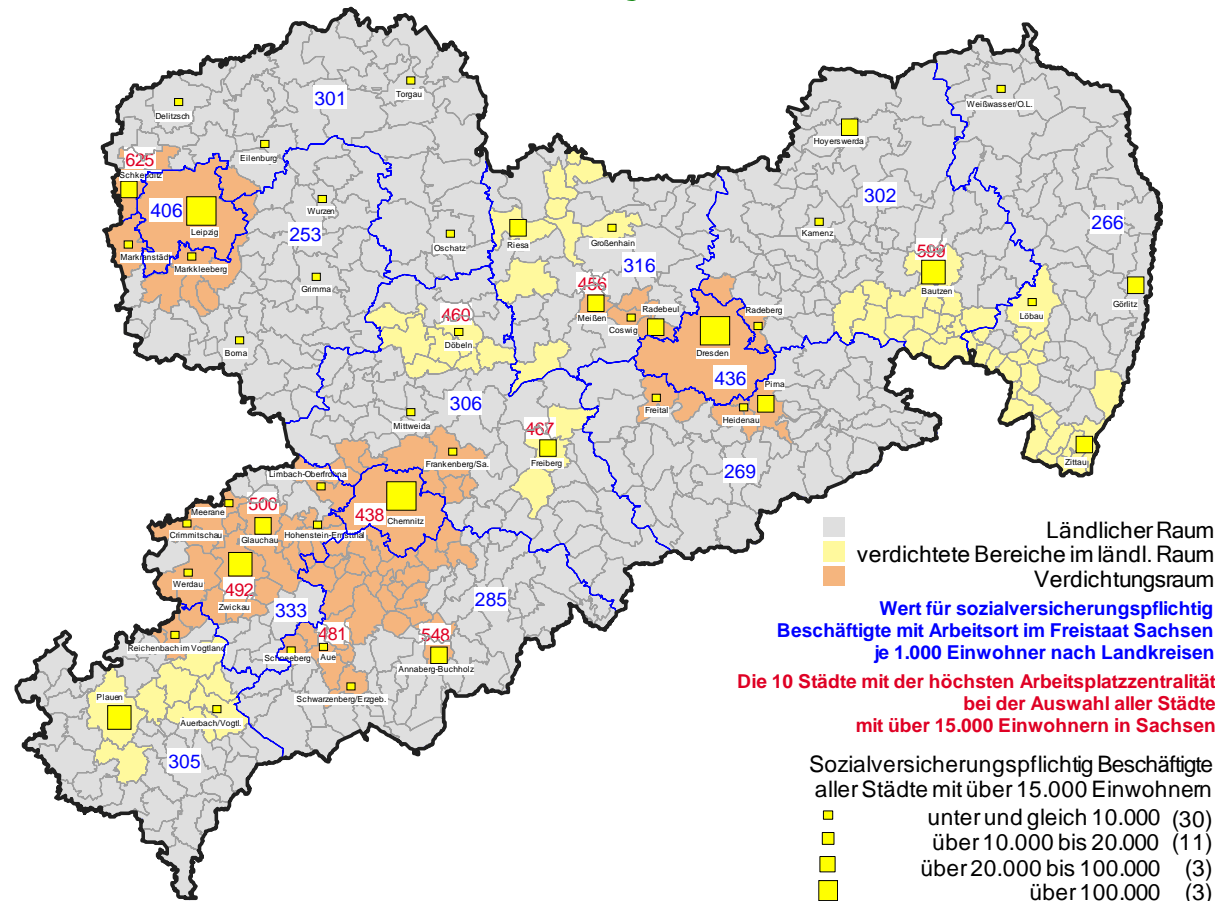 Torgau
301
Weißwasser/O.L.
Delitzsch
Hoyerswerda
Eilenburg
625
Schkeuditz
302
Wurzen
406
Leipzig
253
266
Kamenz
Riesa
Großenhain
Oschatz
Markranstädt
Markkleeberg
316
599
Bautzen
Grimma
456
Görlitz
Meißen
Radebeul
Radeberg
Löbau
460
Coswig
Döbeln
Dresden
Borna
436
Pirna
306
Freital
Heidenau
Mittweida
467
Freiberg
Zittau
Frankenberg/Sa.
269
Limbach-Oberfrohna
Meerane
506
438
Chemnitz
Crimmitschau
Glauchau
Hohenstein-Ernstthal
Werdau
492
Zwickau
333
285
481
548
Reichenbach im Vogtland
Schneeberg
Aue
Annaberg-Buchholz
Schwarzenberg/Erzgeb.
Plauen
Auerbach/Vogtl.
305
Ländlicher Raum
verdichtete Bereiche im ländl. Raum
Verdichtungsraum
Wert für sozialversicherungspflichtig
Beschäftigte mit Arbeitsort im Freistaat Sachsen
je 1.000 Einwohner nach Landkreisen
Die 10 Städte mit der höchsten Arbeitsplatzzentralität
bei der Auswahl aller Städte
mit über 15.000 Einwohnern in Sachsen
Sozialversicherungspflichtig Beschäftigte
aller Städte mit über 15.000 Einwohnern
unter und gleich 10.000 (30)
über 10.000 bis 20.000 (11)
über 20.000 bis 100.000 (3)
über 100.000 (3)